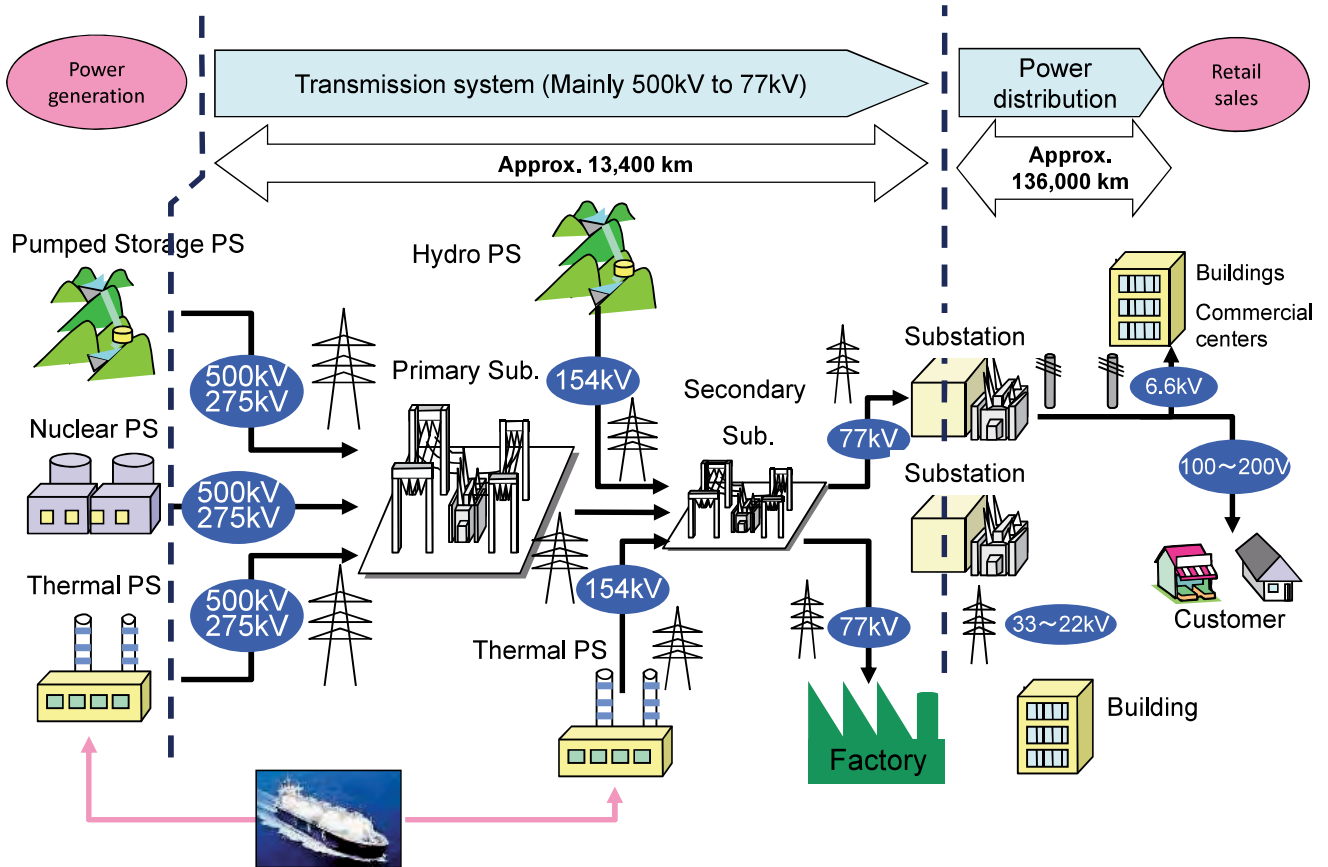 Power
generation
Transmission system (Mainly 500kV to 77kV)
Power
distribution
Retail
sales
Approx. 13,400 km
Approx.
136,000 km
Pumped Storage PS
Hydro PS
Buildings
Commercial
centers
500kV
275kV
Primary Sub.
154kV
Secondary
Sub.
Substation
6.6kV
77kV
Nuclear PS
500kV
275kV
100～200V
Substation
Thermal PS
500kV
275kV
154kV
Thermal PS
77kV
33～22kV
Customer
Building
Factory